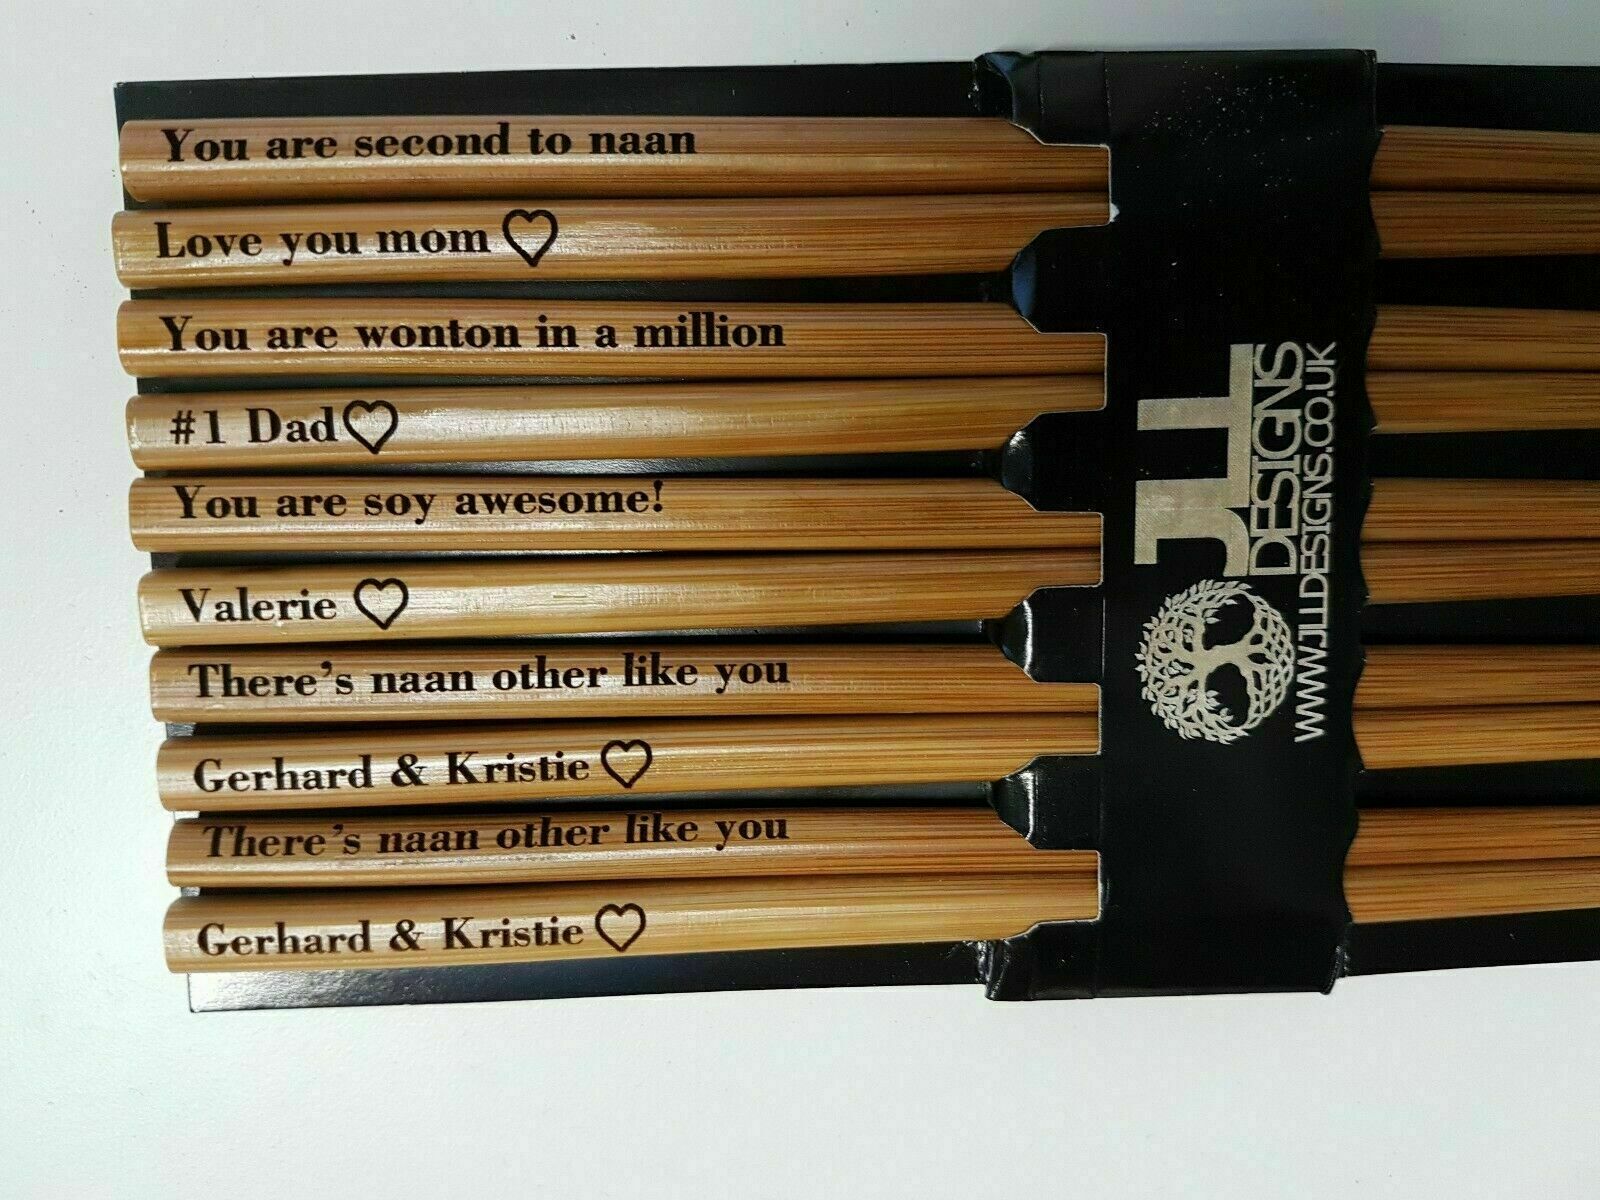 You are second to naan
Love you mom ♡
You are wonton in a million
#1 Dad♡
You are soy awesome!
Valerie ♡
There's naan other like you
Gerhard & Kristie ♡
There's naan other like you
Gerhard & Kristie ♡
JLL
DESIGNS
WWW.JLLDESIGNS.CO.UK